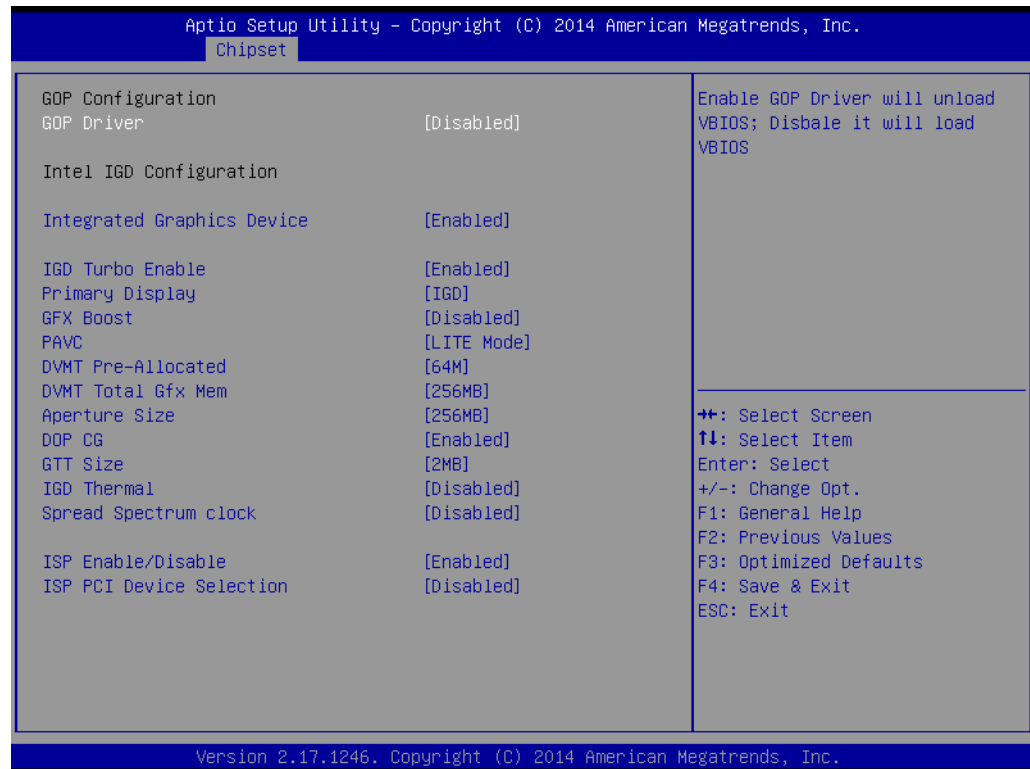 Aptio Setup Utility – Copyright (C) 2014 American Megatrends, Inc.
Chipset
GOP Configuration
GOP Driver [Disabled]
Intel IGD Configuration
Integrated Graphics Device [Enabled]
IGD Turbo Enable [Enabled]
Primary Display [IGD]
GFX Boost [Disabled]
PAVC [LITE Mode]
DVMT Pre-Allocated [64M]
DVMT Total Gfx Mem [256MB]
Aperture Size [256MB]
DOP CG [Enabled]
GTT Size [2MB]
IGD Thermal [Disabled]
Spread Spectrum clock [Disabled]
ISP Enable/Disable [Enabled]
ISP PCI Device Selection [Disabled]
Enable GOP Driver will unload
VBIOS; Disbale it will load
VBIOS
→←: Select Screen
↑↓: Select Item
Enter: Select
+/-: Change Opt.
F1: General Help
F2: Previous Values
F3: Optimized Defaults
F4: Save & Exit
ESC: Exit
Version 2.17.1246. Copyright (C) 2014 American Megatrends, Inc.